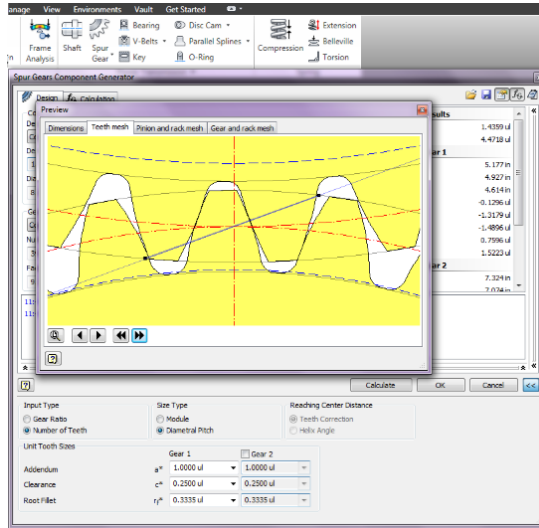 anage View Environments Vault Get Started
Frame Analysis Shaft Spur Gear Bearing Disc Cam Compression Extension
V-Belts Parallel Splines Belleville
Key O-Ring Torsion
Spur Gears Component Generator
Design Calculation
Preview
Dimensions Teeth mesh Pinion and rack mesh Gear and rack mesh
sults
1.4359 ul
4.4718 ul
ar 1
5.177 in
4.927 in
4.614 in
-0.1296 ul
-1.3179 ul
-1.4896 ul
0.7596 ul
1.5223 ul
ar 2
7.324 in
7.074 in
Calculate OK Cancel <<
Input Type Size Type Reaching Center Distance
Gear Ratio Module Teeth Correction
Number of Teeth Diametral Pitch Helix Angle
Unit Tooth Sizes
Gear 1 Gear 2
Addendum a* 1.0000 ul 1.0000 ul
Clearance c* 0.2500 ul 0.2500 ul
Root Fillet rf* 0.3335 ul 0.3335 ul